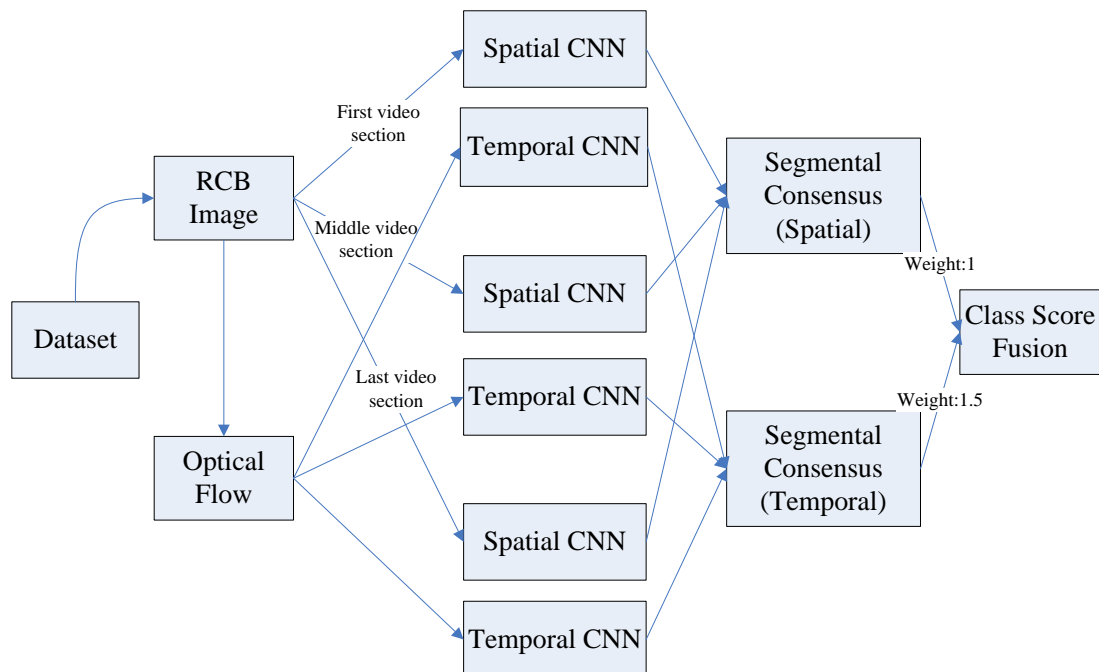 Spatial CNN
First video
section
Temporal CNN
RCB
Image
Segmental
Consensus
(Spatial)
Middle video
section
Weight:1
Spatial CNN
Dataset
Class Score
Fusion
Last video
section
Temporal CNN
Weight:1.5
Optical
Flow
Segmental
Consensus
(Temporal)
Spatial CNN
Temporal CNN